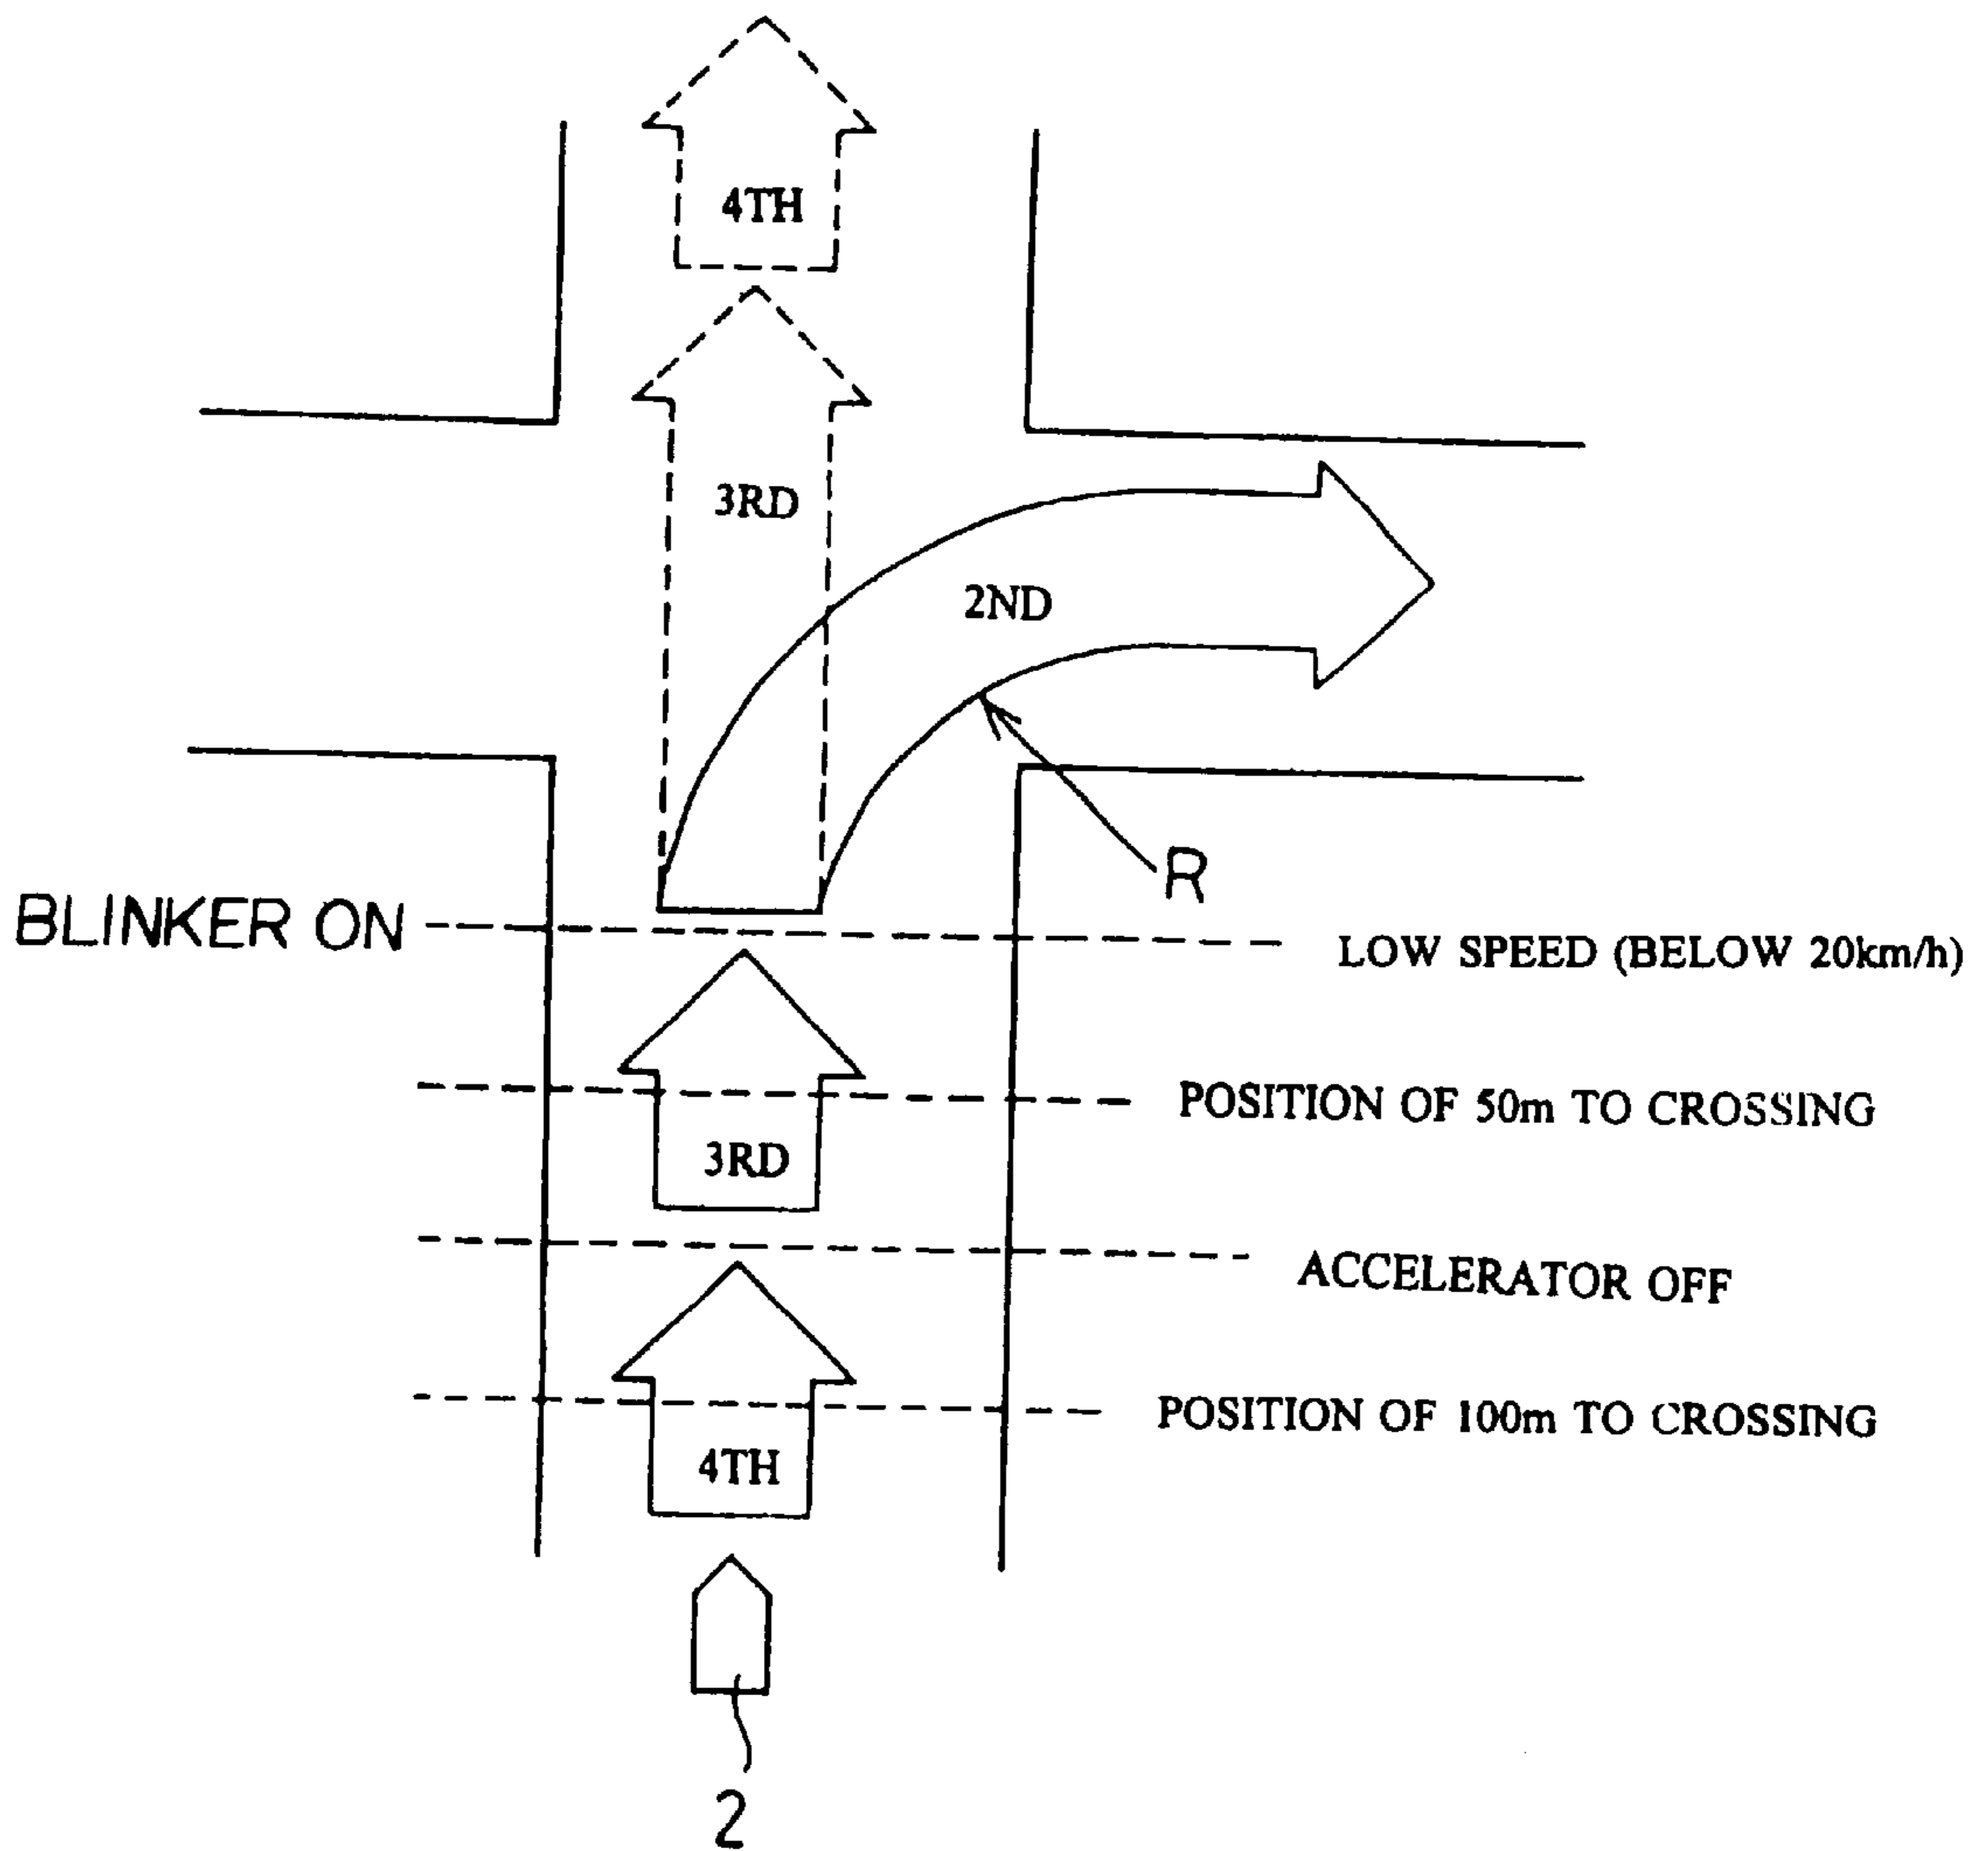 4TH
3RD
2ND
R
BLINKER ON
LOW SPEED (BELOW 20km/h)
POSITION OF 50m TO CROSSING
3RD
ACCELERATOR OFF
POSITION OF 100m TO CROSSING
4TH
2